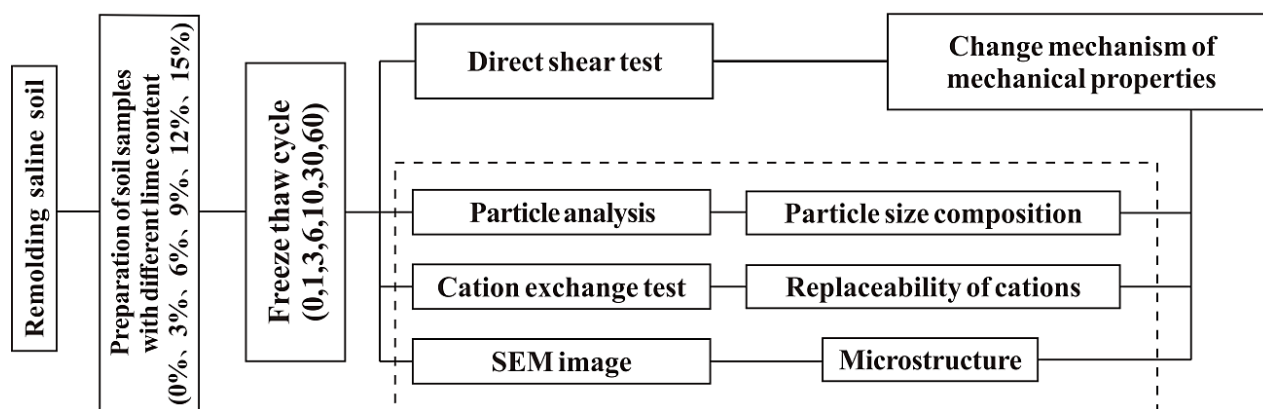 Remolding saline soil
Preparation of soil samples
with different lime content
(0%、3%、6%、9%、12%、15%)
Freeze thaw cycle
(0,1,3,6,10,30,60)
Direct shear test
Change mechanism of
mechanical properties
Particle analysis
Particle size composition
Cation exchange test
Replaceability of cations
SEM image
Microstructure